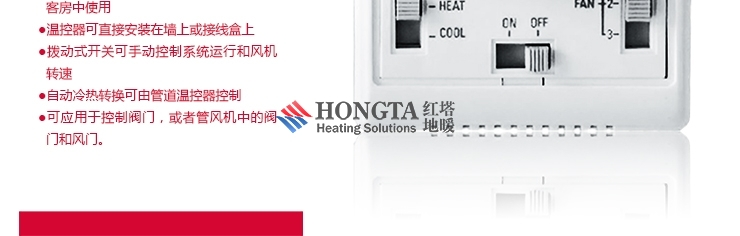 客房中使用
●温控器可直接安装在墙上或接线盒上
●拨动式开关可手动控制系统运行和风机
转速
●自动冷热转换可由管道温控器控制
●可应用于控制阀门，或者管风机中的阀
门和风门。
HEAT
COOL
ON OFF
FAN 2
3
HONGTA 红塔
Heating Solutions 地暖